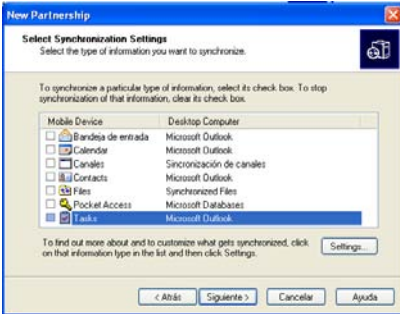 New Partnership
Select Synchronization Settings
Select the type of information you want to synchronize.
To synchronize a particular type of information, select its check box. To stop
synchronization of that information, clear its check box.
Mobile Device Desktop Computer
Bandeja de entrada Microsoft Outlook
Calendar Microsoft Outlook
Canales Sincronización de canales
Contacts Microsoft Outlook
Files Synchronized Files
Pocket Access Microsoft Databases
Tasks Microsoft Outlook
To find out more about and to customize what gets synchronized, click
on that information type in the list and then click Settings.
Settings...
< Atrás Siguiente > Cancelar Ayuda